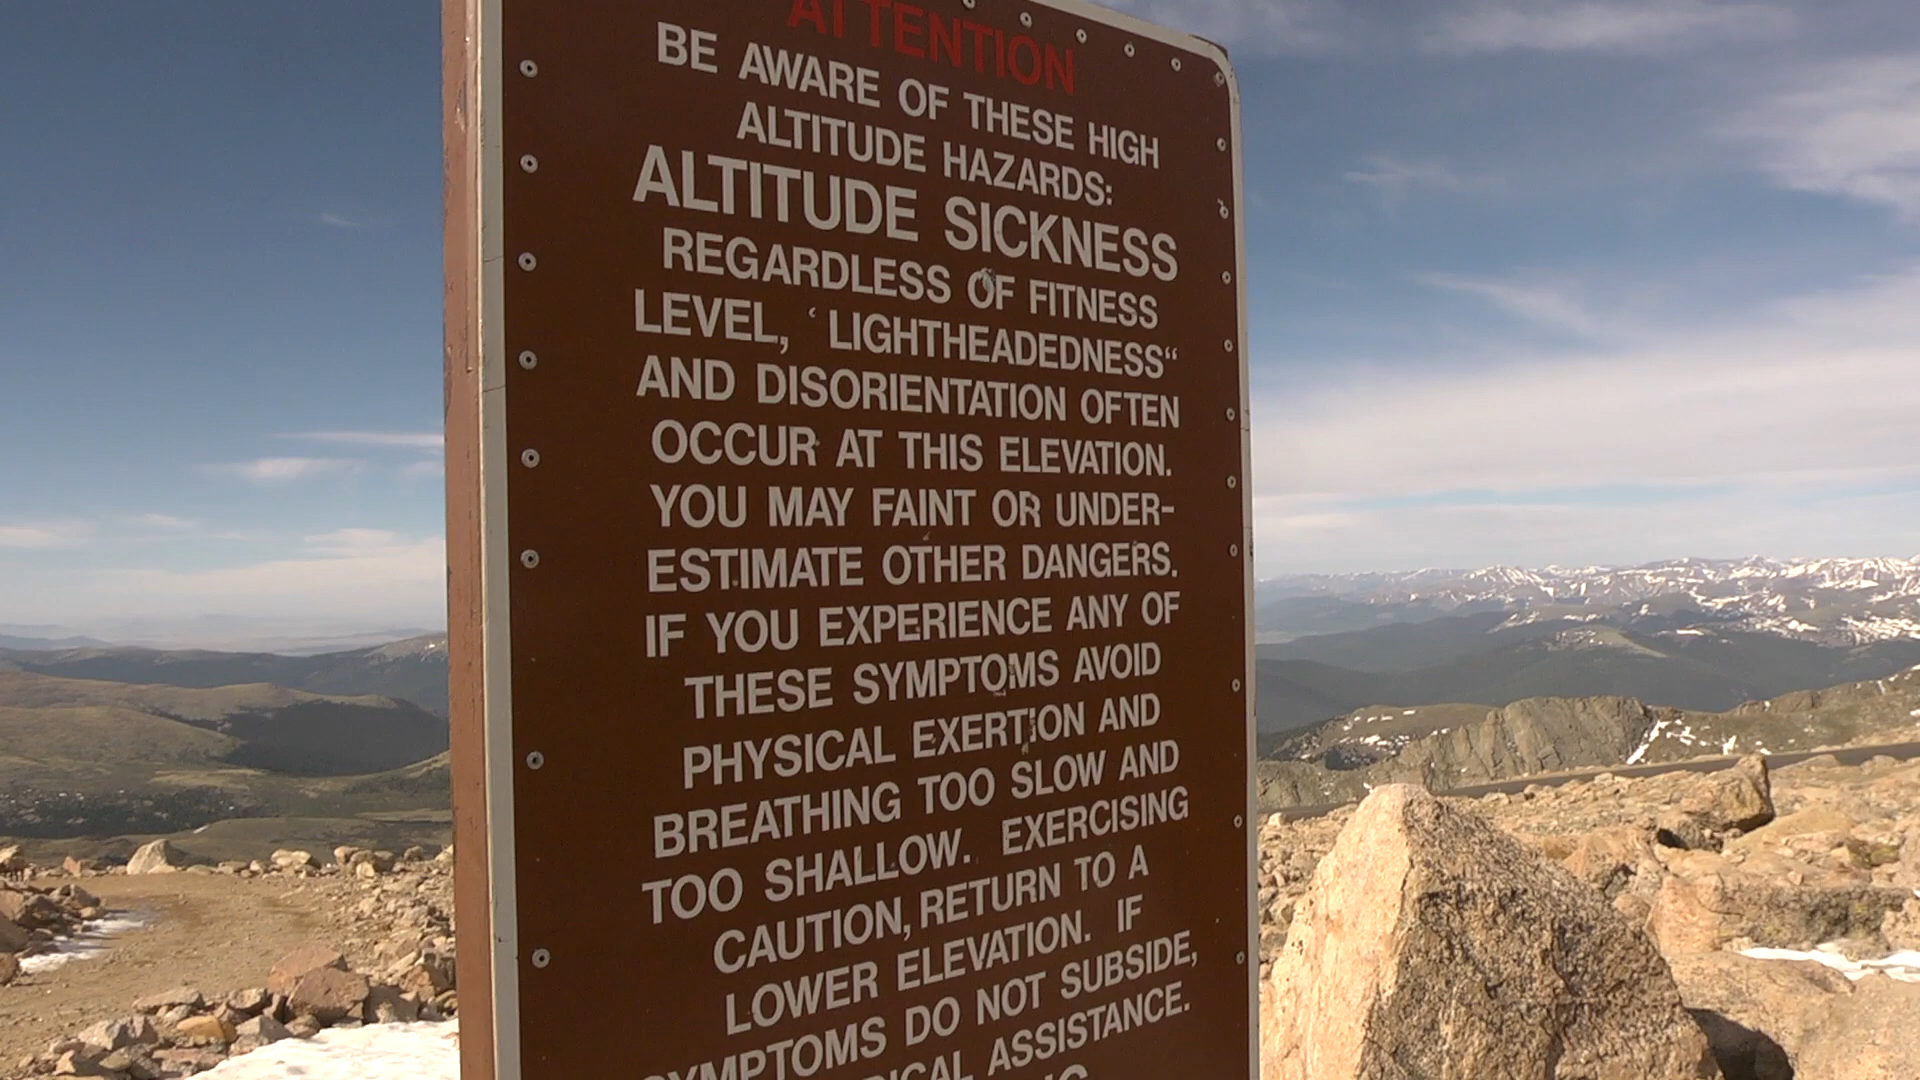 ATTENTION
BE AWARE OF THESE HIGH
ALTITUDE HAZARDS:
ALTITUDE SICKNESS
REGARDLESS OF FITNESS
LEVEL, ‘LIGHTHEADEDNESS“
AND DISORIENTATION OFTEN
OCCUR AT THIS ELEVATION.
YOU MAY FAINT OR UNDER-
ESTIMATE OTHER DANGERS.
IF YOU EXPERIENCE ANY OF
THESE SYMPTOMS AVOID
PHYSICAL EXERTION AND
BREATHING TOO SLOW AND
TOO SHALLOW. EXERCISING
CAUTION, RETURN TO A
LOWER ELEVATION. IF
SYMPTOMS DO NOT SUBSIDE,
ASSISTANCE.